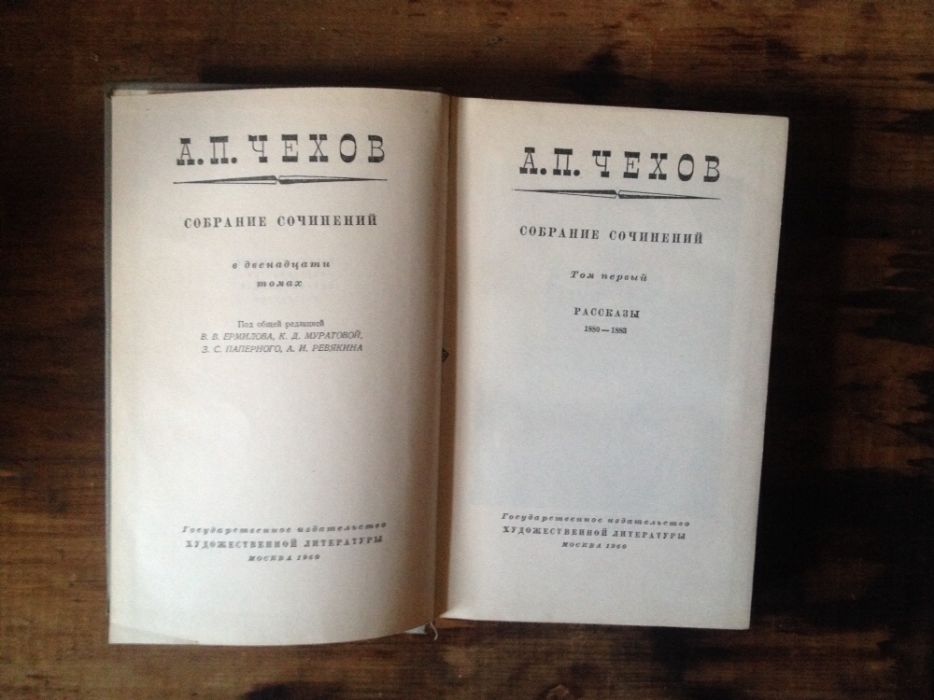 А.П. ЧЕХОВ
СОБРАНИЕ СОЧИНЕНИЙ
в двенадцати
томах
Под общей редакцией
В. В. ЕРМИЛОВА, К. Д. МУРАТОВОЙ,
З. С. ПАПЕРНОГО, А. И. РЕВЯКИНА
Государственное издательство
ХУДОЖЕСТВЕННОЙ ЛИТЕРАТУРЫ
МОСКВА 1960
А.П. ЧЕХОВ
СОБРАНИЕ СОЧИНЕНИЙ
Том первый
РАССКАЗЫ
1880—1883
Государственное издательство
ХУДОЖЕСТВЕННОЙ ЛИТЕРАТУРЫ
МОСКВА 1960